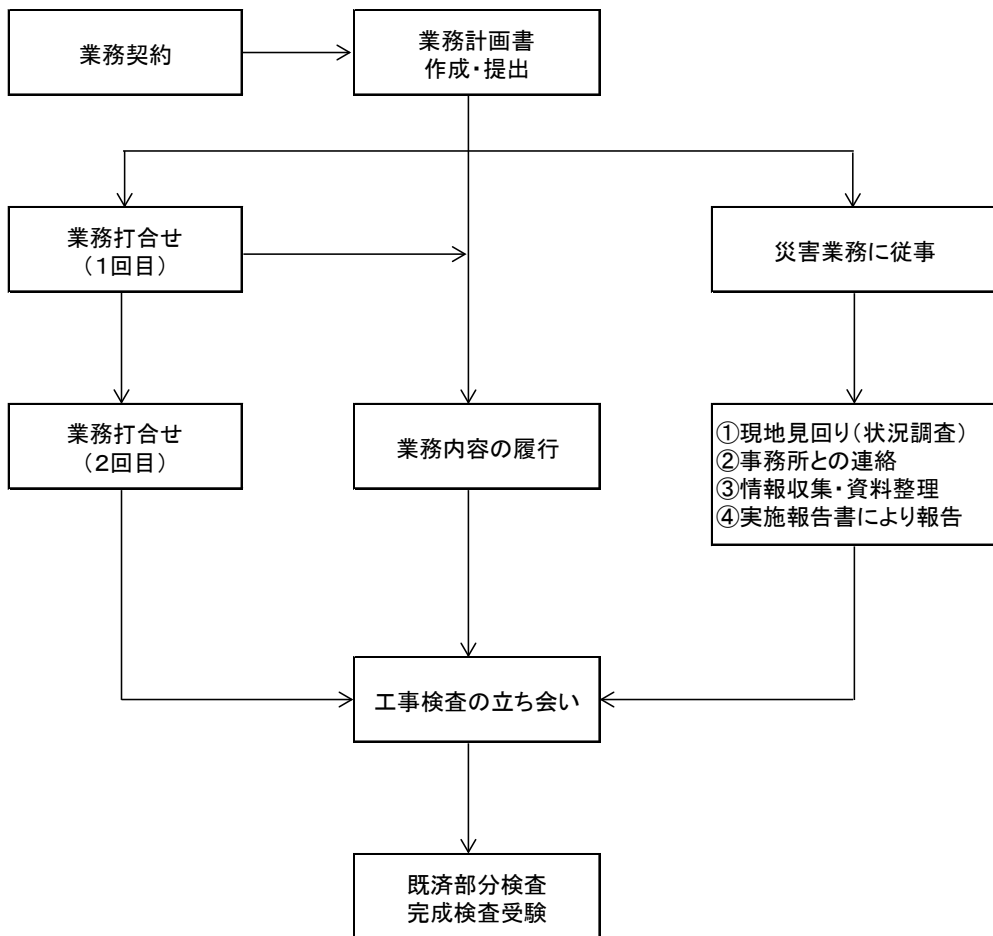 業務契約
業務計画書
作成・提出
業務打合せ
(1回目)
災害業務に従事
業務打合せ
(2回目)
業務内容の履行
①現地見回り(状況調査)
②事務所との連絡
③情報収集・資料整理
④実施報告書により報告
工事検査の立ち会い
既済部分検査
完成検査受験